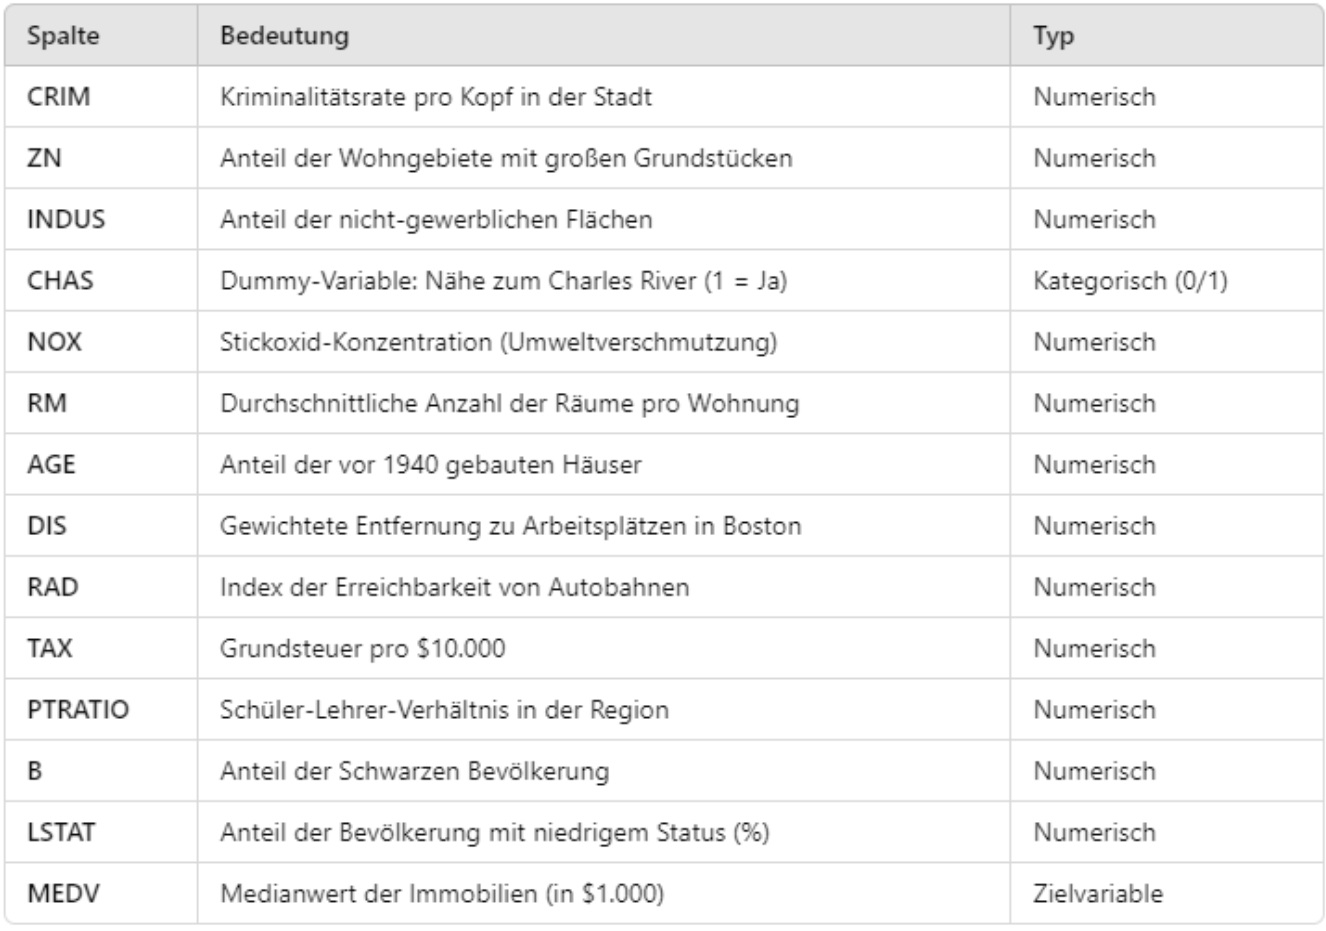 Spalte Bedeutung Typ
CRIM Kriminalitätsrate pro Kopf in der Stadt Numerisch
ZN Anteil der Wohngebiete mit großen Grundstücken Numerisch
INDUS Anteil der nicht-gewerblichen Flächen Numerisch
CHAS Dummy-Variable: Nähe zum Charles River (1 = Ja) Kategorisch (0/1)
NOX Stickoxid-Konzentration (Umweltverschmutzung) Numerisch
RM Durchschnittliche Anzahl der Räume pro Wohnung Numerisch
AGE Anteil der vor 1940 gebauten Häuser Numerisch
DIS Gewichtete Entfernung zu Arbeitsplätzen in Boston Numerisch
RAD Index der Erreichbarkeit von Autobahnen Numerisch
TAX Grundsteuer pro $10.000 Numerisch
PTRATIO Schüler-Lehrer-Verhältnis in der Region Numerisch
B Anteil der Schwarzen Bevölkerung Numerisch
LSTAT Anteil der Bevölkerung mit niedrigem Status (%) Numerisch
MEDV Medianwert der Immobilien (in $1.000) Zielvariable